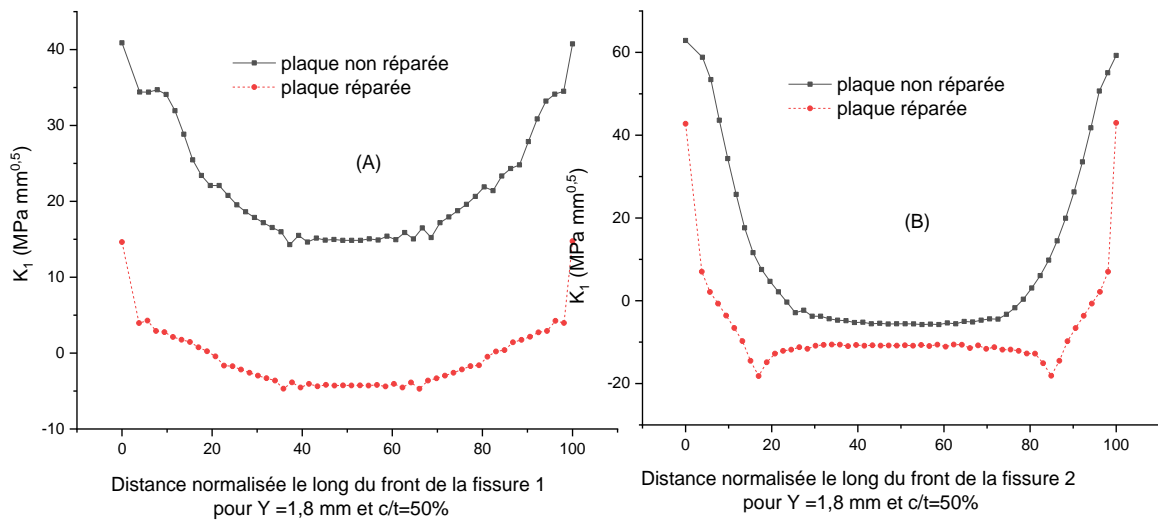 plaque non réparée
plaque réparée
(A)
K1 (MPa mm0,5)
40
30
20
10
0
-10
0
20
40
60
80
100
Distance normalisée le long du front de la fissure 1
pour Y =1,8 mm et c/t=50%
plaque non réparée
plaque réparée
(B)
K1 (MPa mm0,5)
60
40
20
0
-20
0
20
40
60
80
100
Distance normalisée le long du front de la fissure 2
pour Y =1,8 mm et c/t=50%